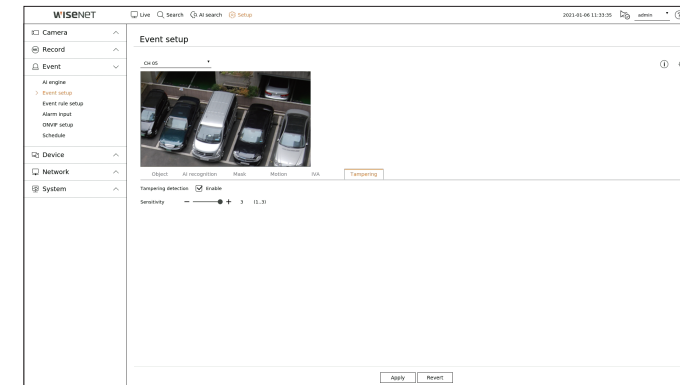 WISENET
Live Search AI search Setup 2021-01-06 11:33:35 admin
Camera
Record
Event
AI engine
Event setup
Event rule setup
Alarm input
ONVIF setup
Schedule
Device
Network
System
Event setup
CH 05
Object AI recognition Mask Motion IVA Tampering
Tampering detection Enable
Sensitivity 3 (1..3)
Apply Revert